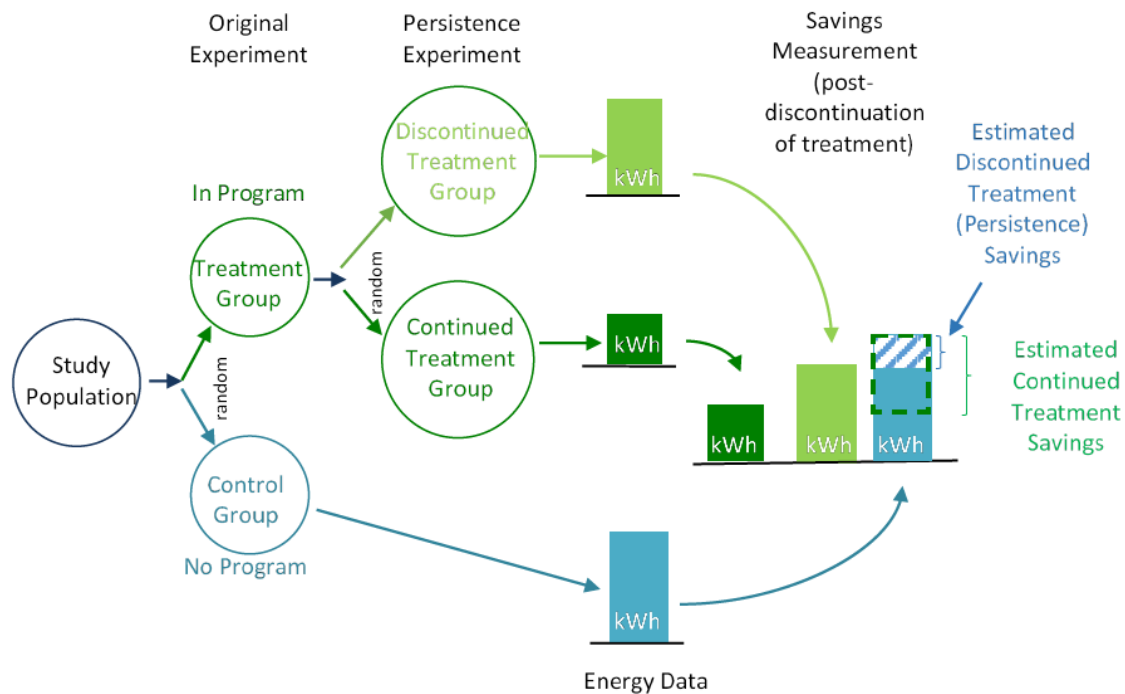 Original
Experiment
Persistence
Experiment
Savings
Measurement
(post-
discontinuation
of treatment)
Discontinued
Treatment
Group
kWh
Estimated
Discontinued
Treatment
(Persistence)
Savings
In Program
Treatment
Group
random
Continued
Treatment
Group
kWh
Study
Population
random
kWh
kWh
kWh
Estimated
Continued
Treatment
Savings
Control
Group
No Program
kWh
Energy Data